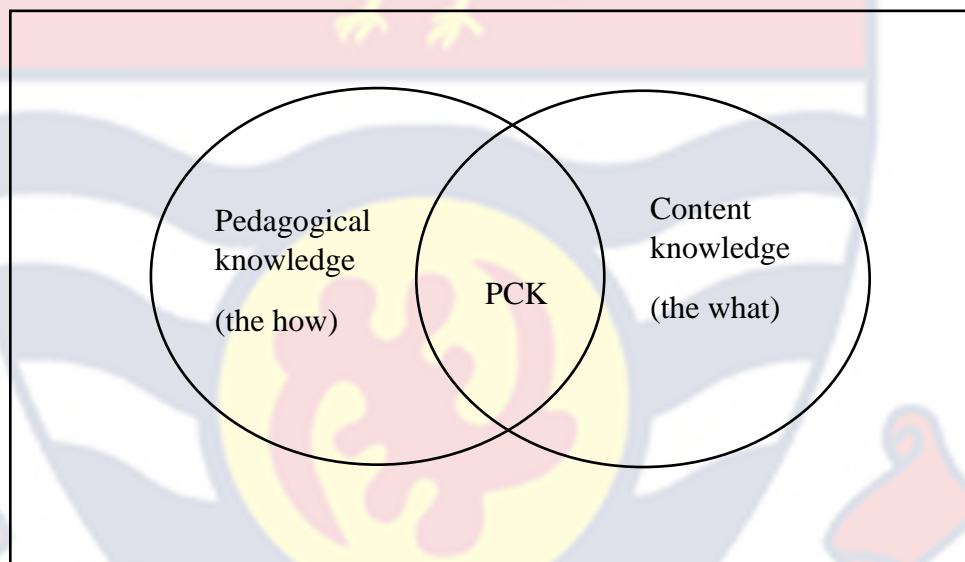 Pedagogical
knowledge
(the how)
PCK
Content
knowledge
(the what)